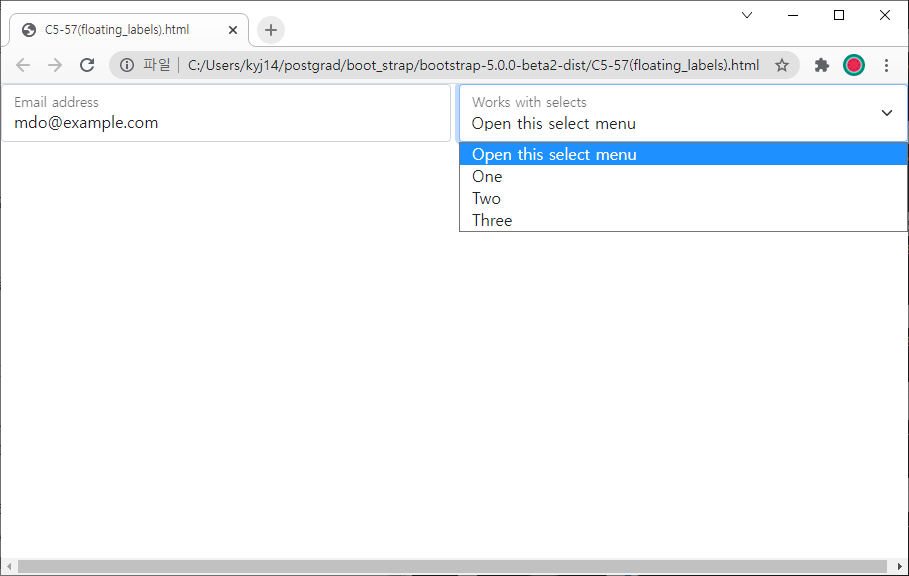 C5-57(floating_labels).html
파일 C:/Users/kyj14/postgrad/boot_strap/bootstrap-5.0.0-beta2-dist/C5-57(floating_labels).html
Email address
mdo@example.com
Works with selects
Open this select menu
Open this select menu
One
Two
Three